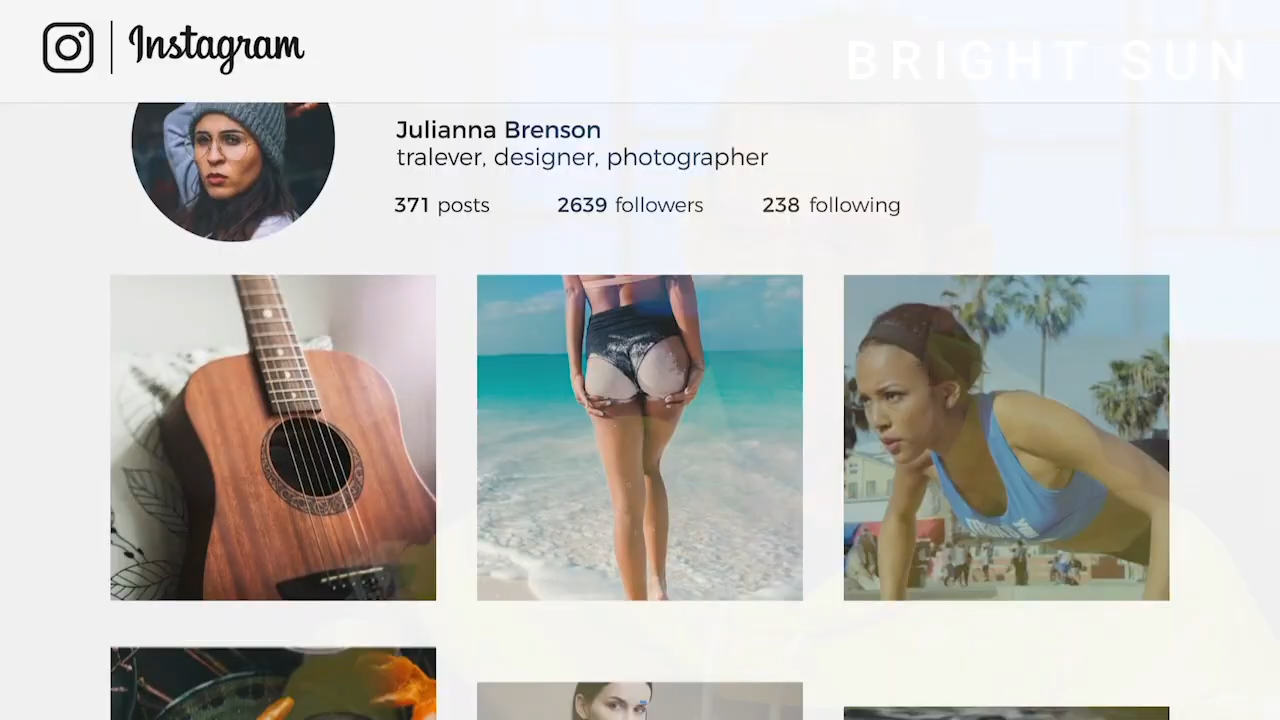 Instagram
BRIGHT SUN
Julianna Brenson
tralever, designer, photographer
371 posts 2639 followers 238 following